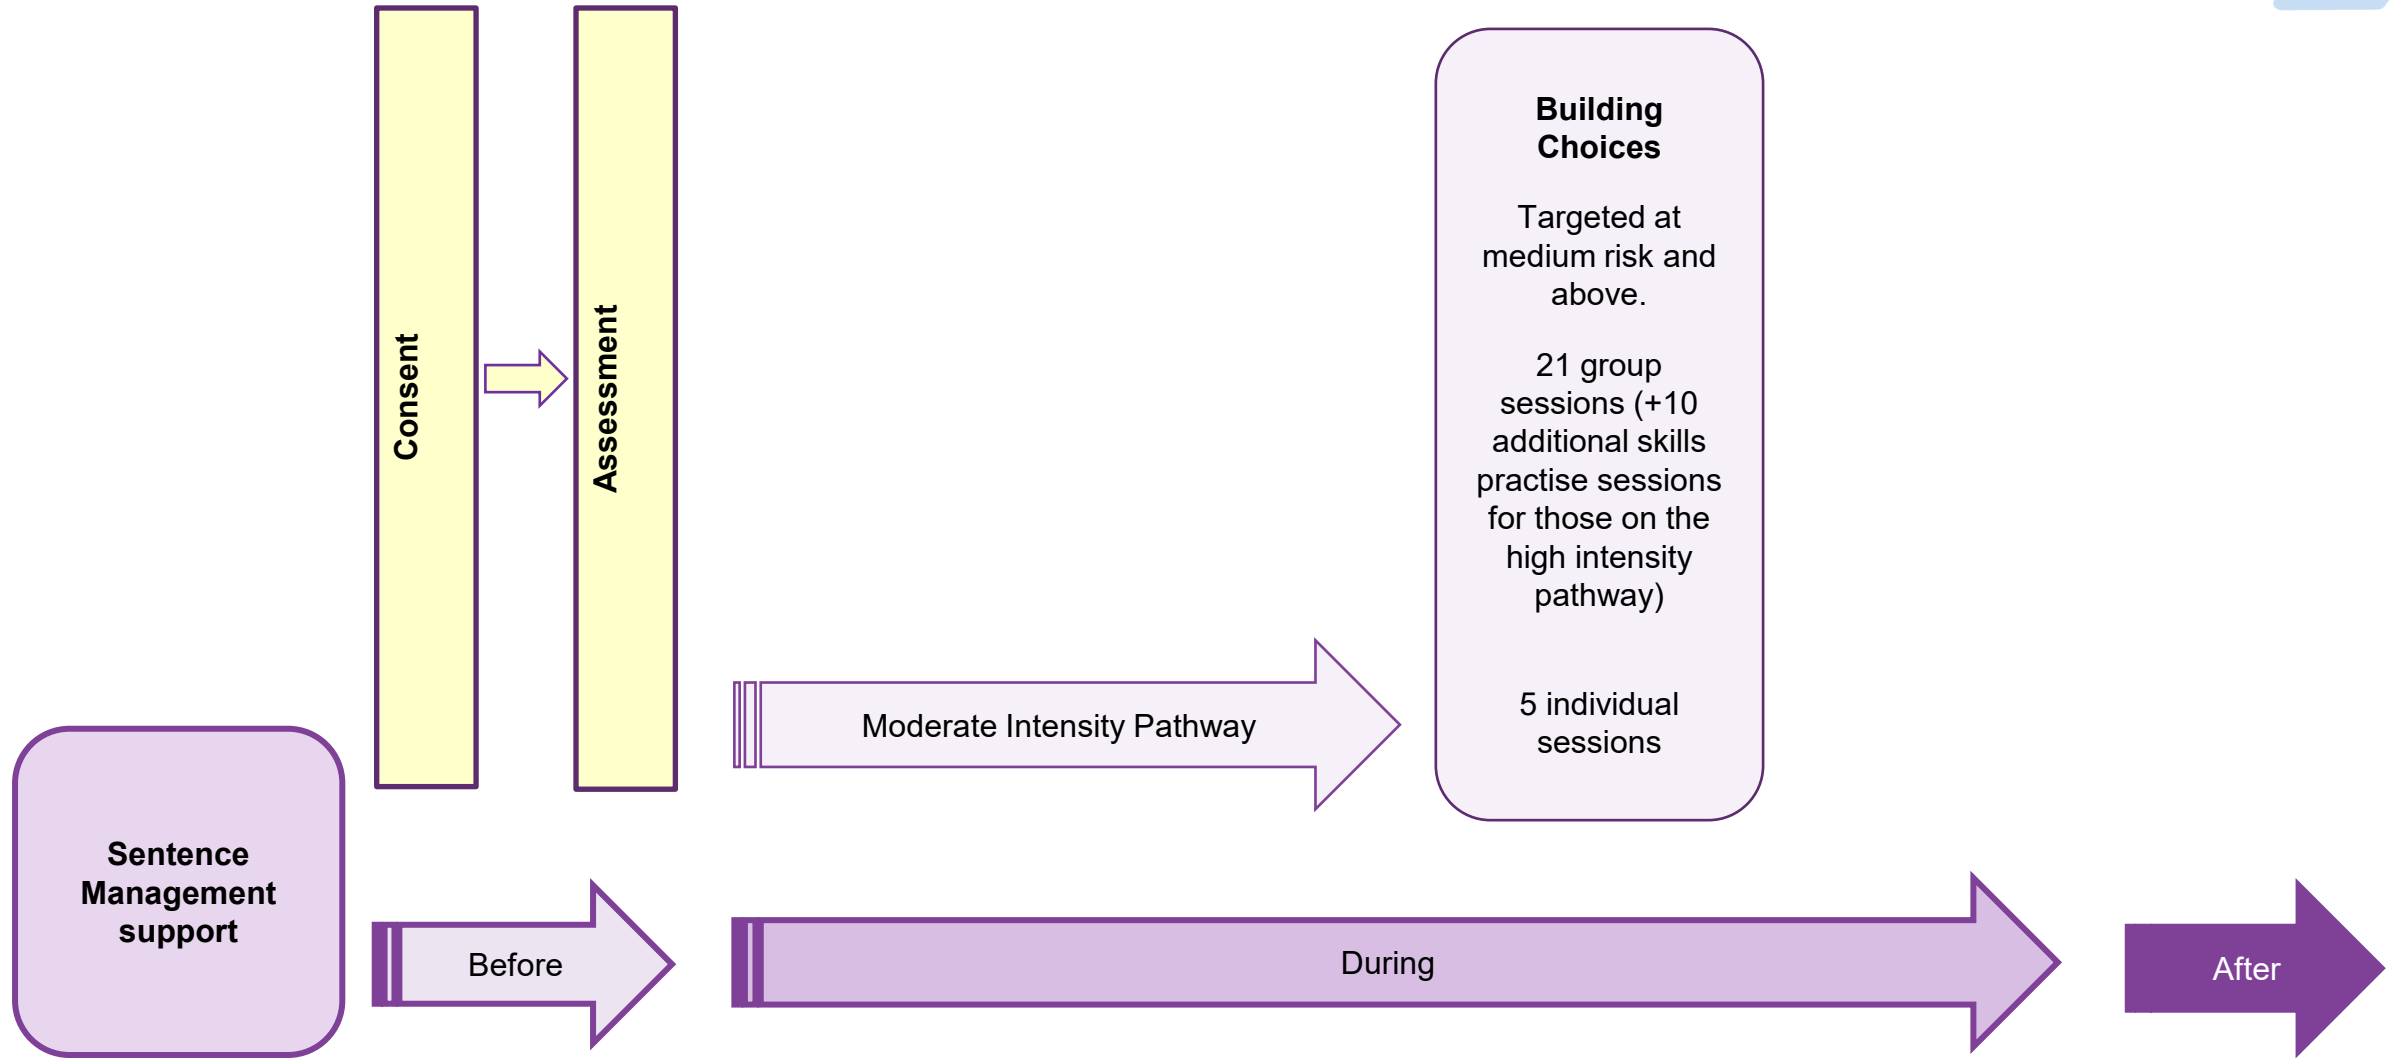 Consent
Assessment
Building
Choices
Targeted at
medium risk and
above.
21 group
sessions (+10
additional skills
practise sessions
for those on the
high intensity
pathway)
5 individual
sessions
Moderate Intensity Pathway
Sentence
Management
support
Before
During
After